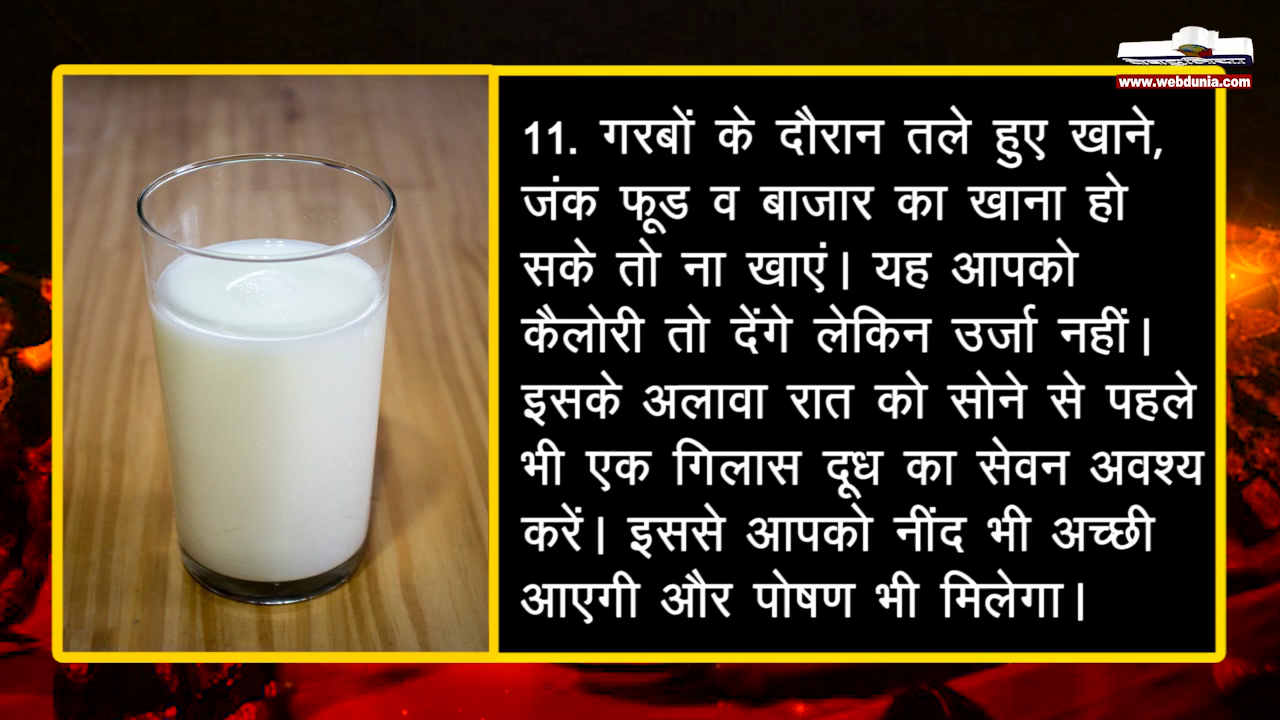 www.webdunia.com
11. गरबों के दौरान तले हुए खाने,
जंक फूड व बाजार का खाना हो
सके तो ना खाएं। यह आपको
कैलोरी तो देंगे लेकिन उर्जा नहीं।
इसके अलावा रात को सोने से पहले
भी एक गिलास दूध का सेवन अवश्य
करें। इससे आपको नींद भी अच्छी
आएगी और पोषण भी मिलेगा।